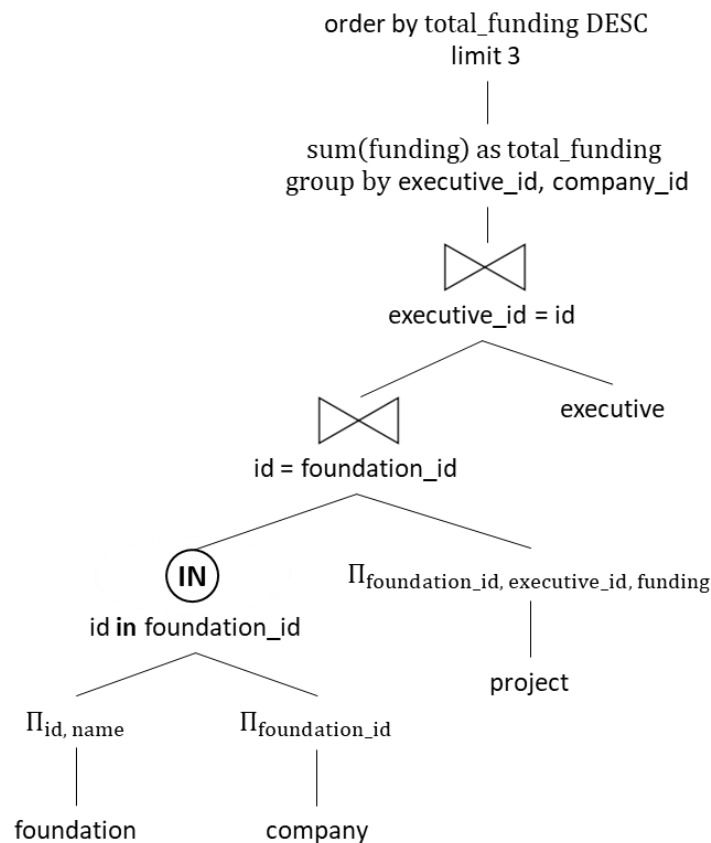 order by total_funding DESC
limit 3
sum(funding) as total_funding
group by executive_id, company_id
executive_id = id
executive
id = foundation_id
IN
id in foundation_id
Πfoundation_id, executive_id, funding
project
Πid, name
Πfoundation_id
foundation
company